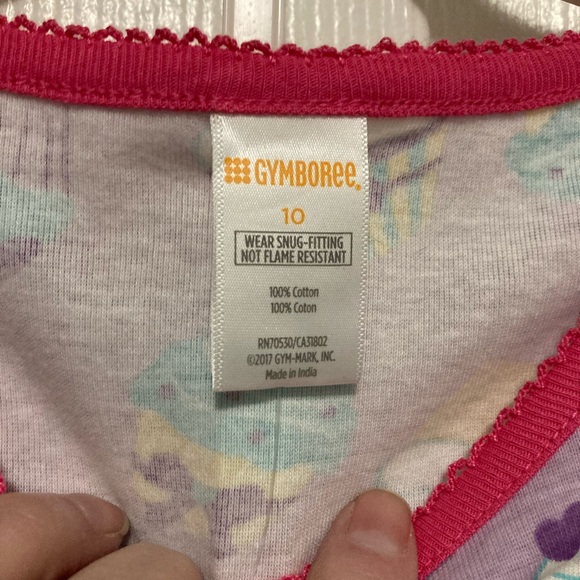 GYMBOREE®
10
WEAR SNUG-FITTING
NOT FLAME RESISTANT
100% Cotton
100% Coton
RN70530/CA31802
©2017 GYM-MARK, INC.
Made in India